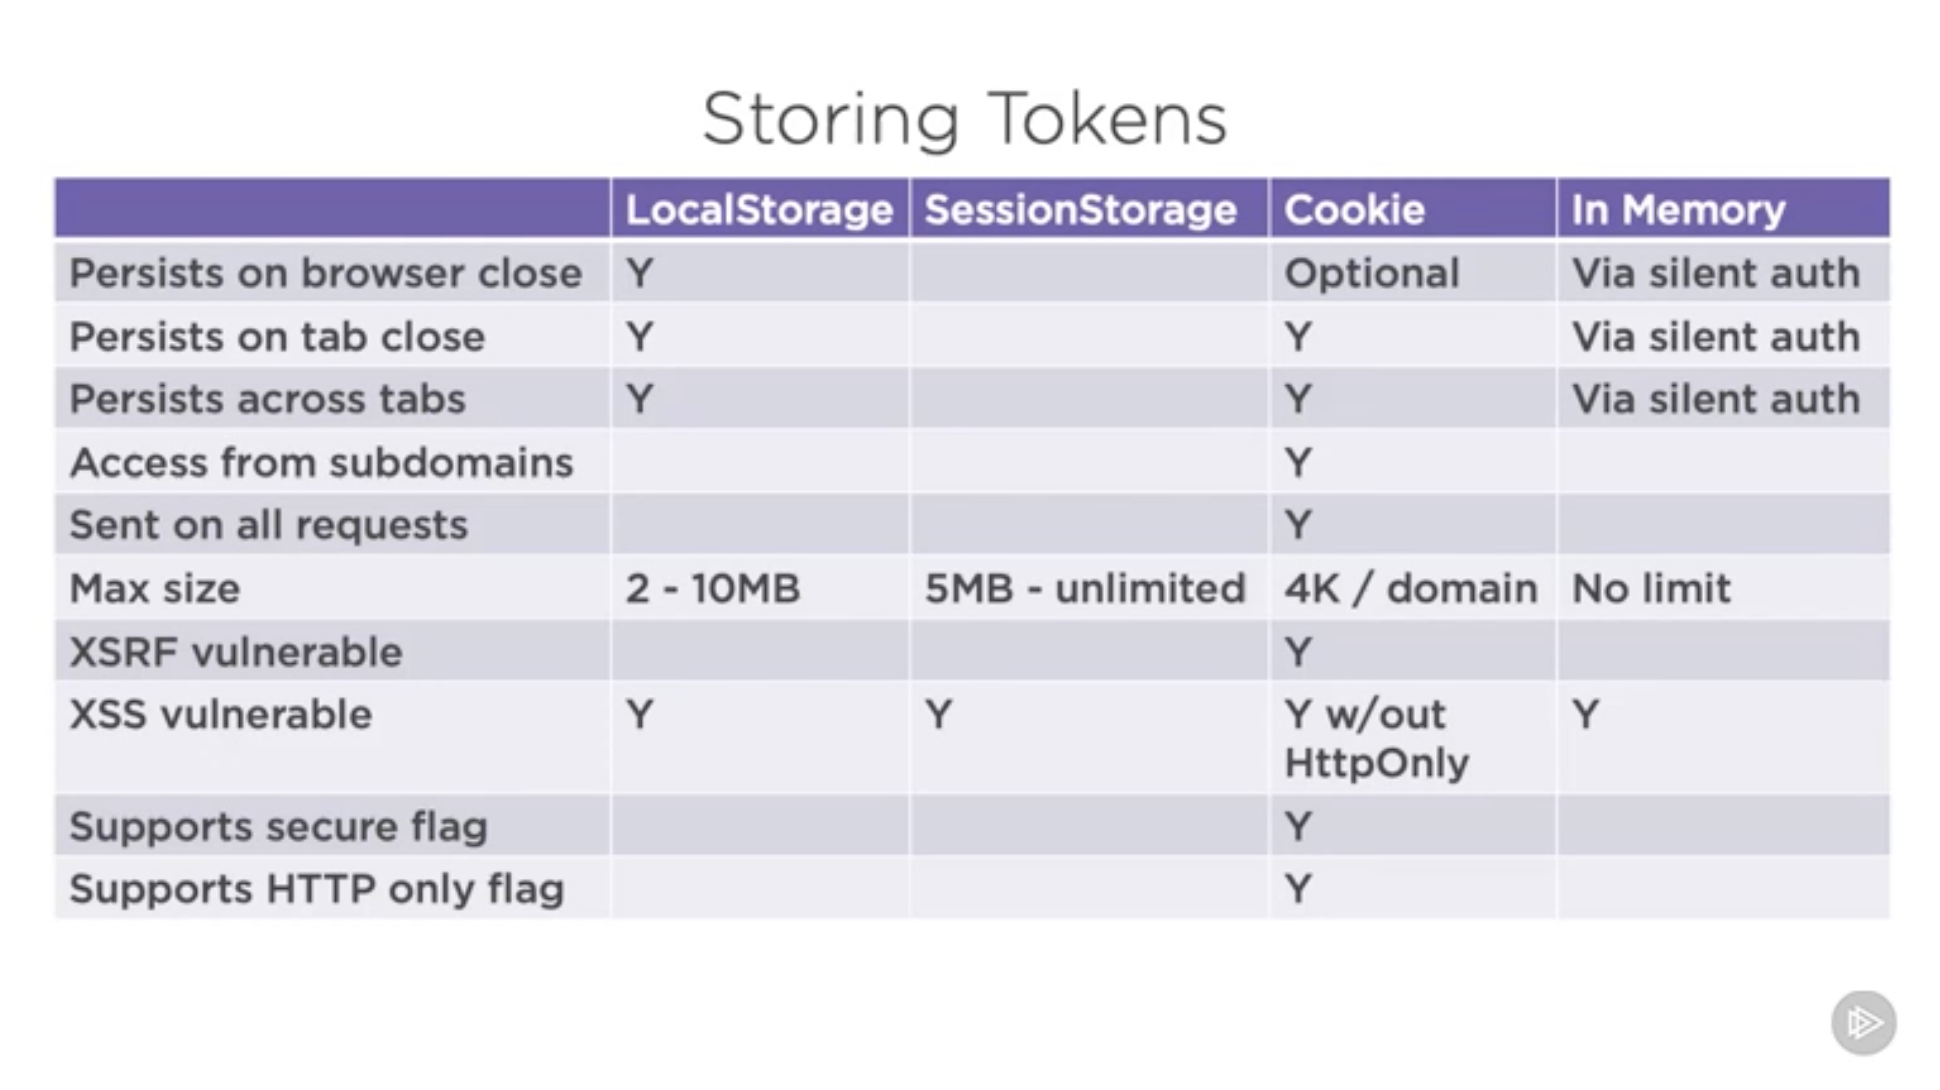 Storing Tokens
LocalStorage SessionStorage Cookie In Memory
Persists on browser close Y Optional Via silent auth
Persists on tab close Y Y Via silent auth
Persists across tabs Y Y Via silent auth
Access from subdomains Y
Sent on all requests Y
Max size 2 - 10MB 5MB - unlimited 4K / domain No limit
XSRF vulnerable Y
XSS vulnerable Y Y Y w/out Y
HttpOnly
Supports secure flag Y
Supports HTTP only flag Y